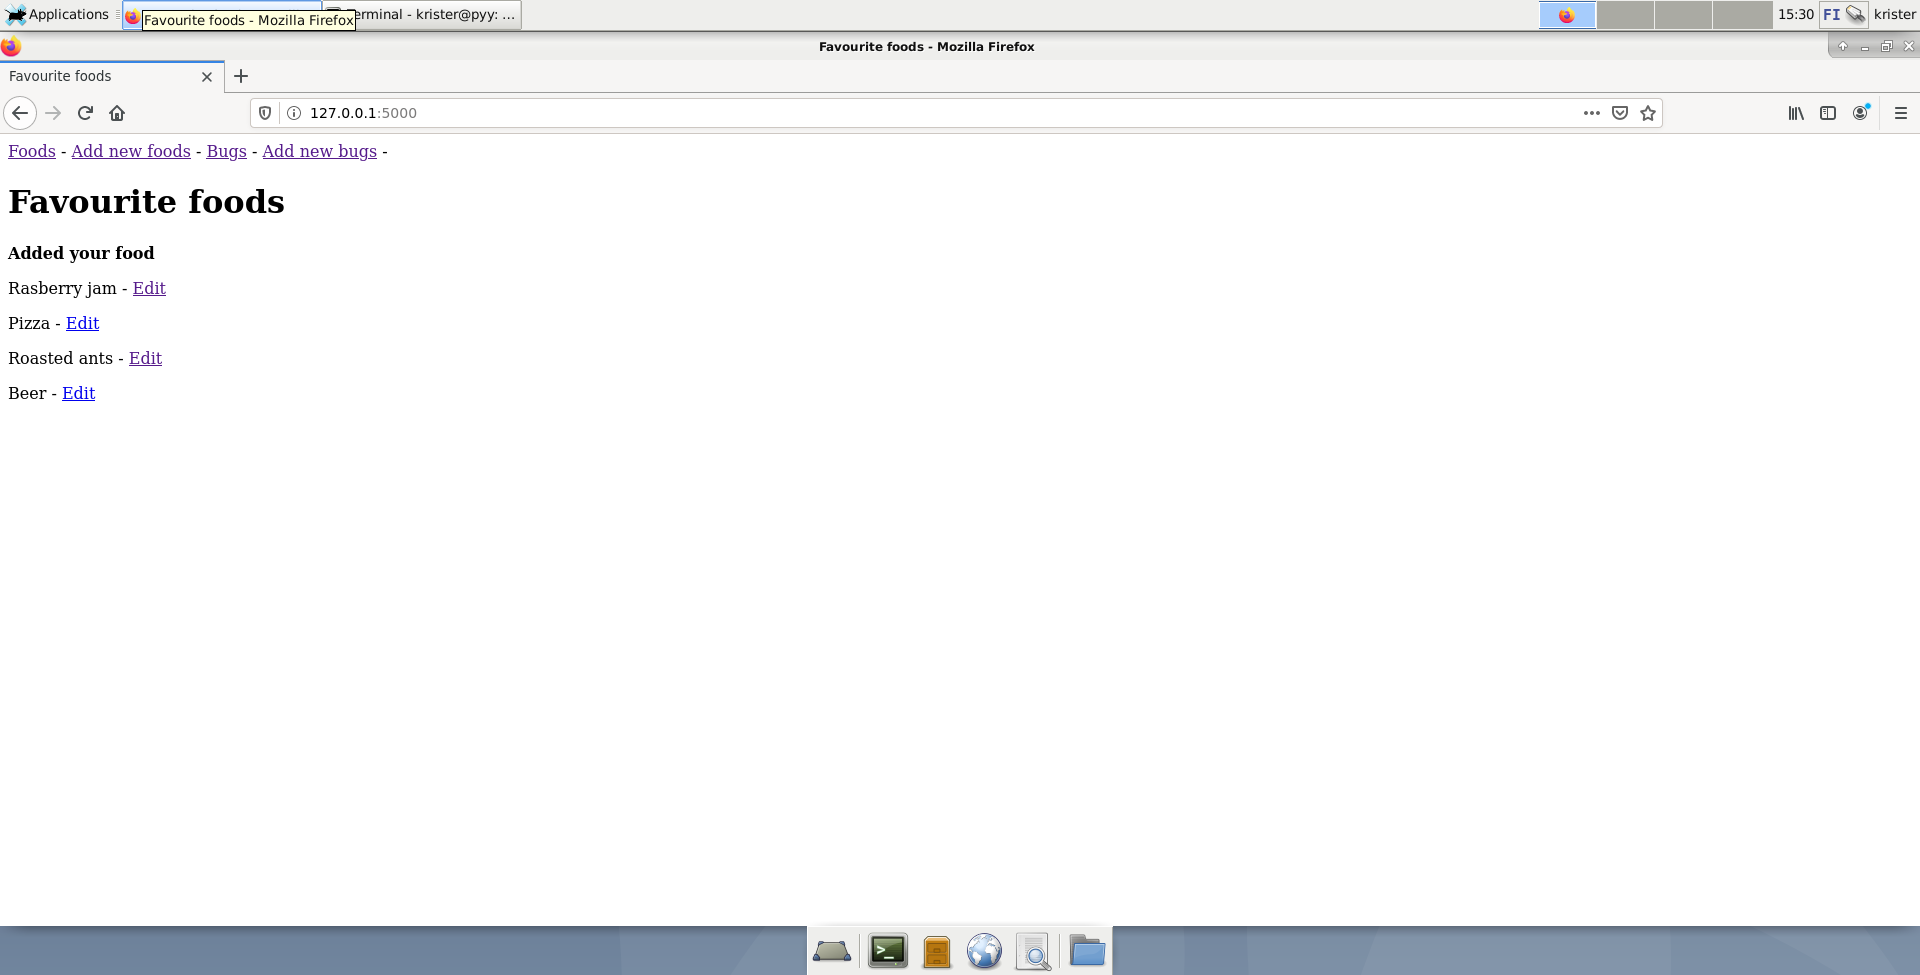 Applications
Favourite foods - Mozilla Firefox
erminal - krister@pyy: ...
15:30
FI
krister
Favourite foods - Mozilla Firefox
Favourite foods
127.0.0.1:5000
Foods - Add new foods - Bugs - Add new bugs -
Favourite foods
Added your food
Rasberry jam - Edit
Pizza - Edit
Roasted ants - Edit
Beer - Edit